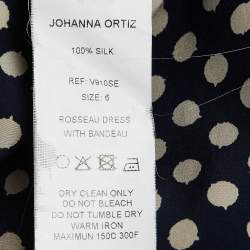 JOHANNA ORTIZ
100% SILK
REF: V910SE
SIZE: 6
ROSSEAU DRESS
WITH BANDEAU
DRY CLEAN ONLY
DO NOT BLEACH
DO NOT TUMBLE DRY
WARM IRON
MAXIMUN 150C 300F